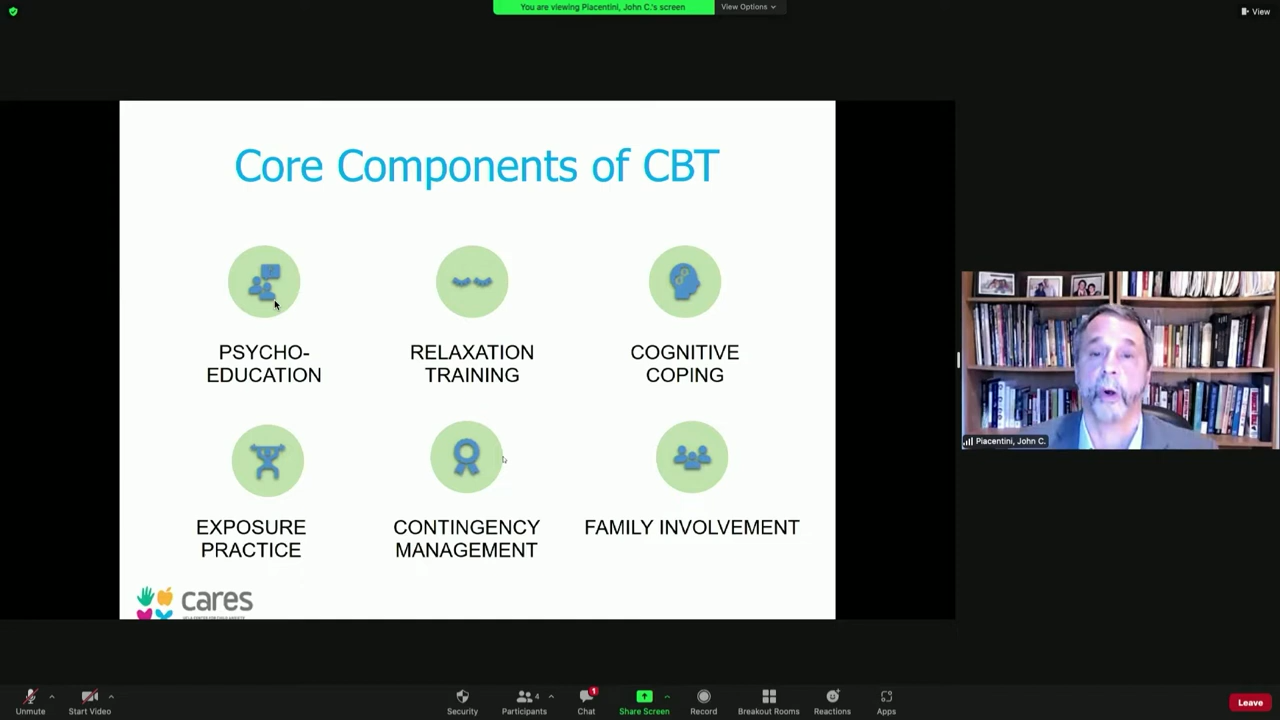 You are viewing Piacentini, John C.'s screen
View Options
View
Core Components of CBT
PSYCHO-
EDUCATION
RELAXATION
TRAINING
COGNITIVE
COPING
EXPOSURE
PRACTICE
CONTINGENCY
MANAGEMENT
FAMILY INVOLVEMENT
cares
Piacentini, John C.
Unmute
Start Video
Security
4
Participants
1
Chat
Share Screen
Record
Breakout Rooms
Reactions
Apps
Leave